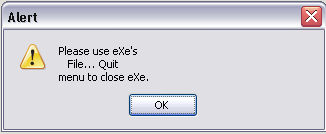 Alert
Please use eXe's
File... Quit
menu to close eXe.
OK